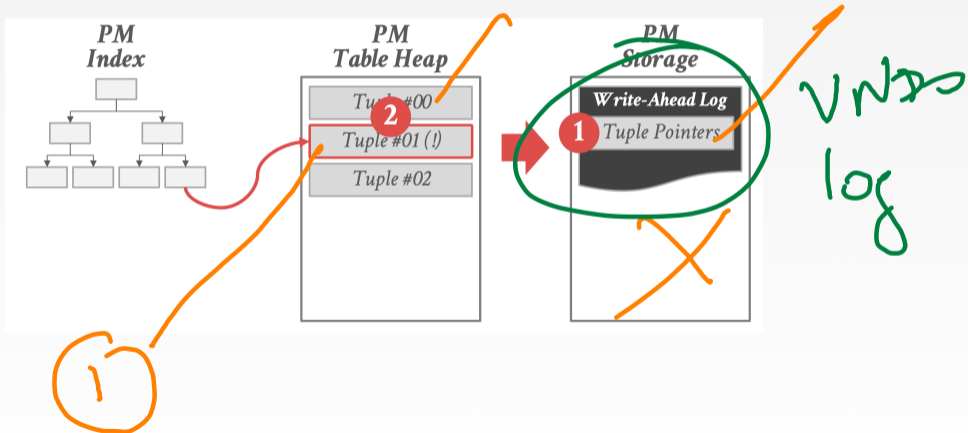 PM
Index
PM
Table Heap
PM
Storage
Tuple #00
2
Tuple #01 (!)
Tuple #02
Write-Ahead Log
1 Tuple Pointers
log
1